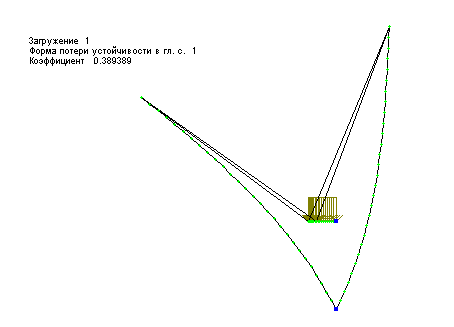 Загружение 1
Форма потери устойчивости в гл. с. 1
Коэффициент 0.389389